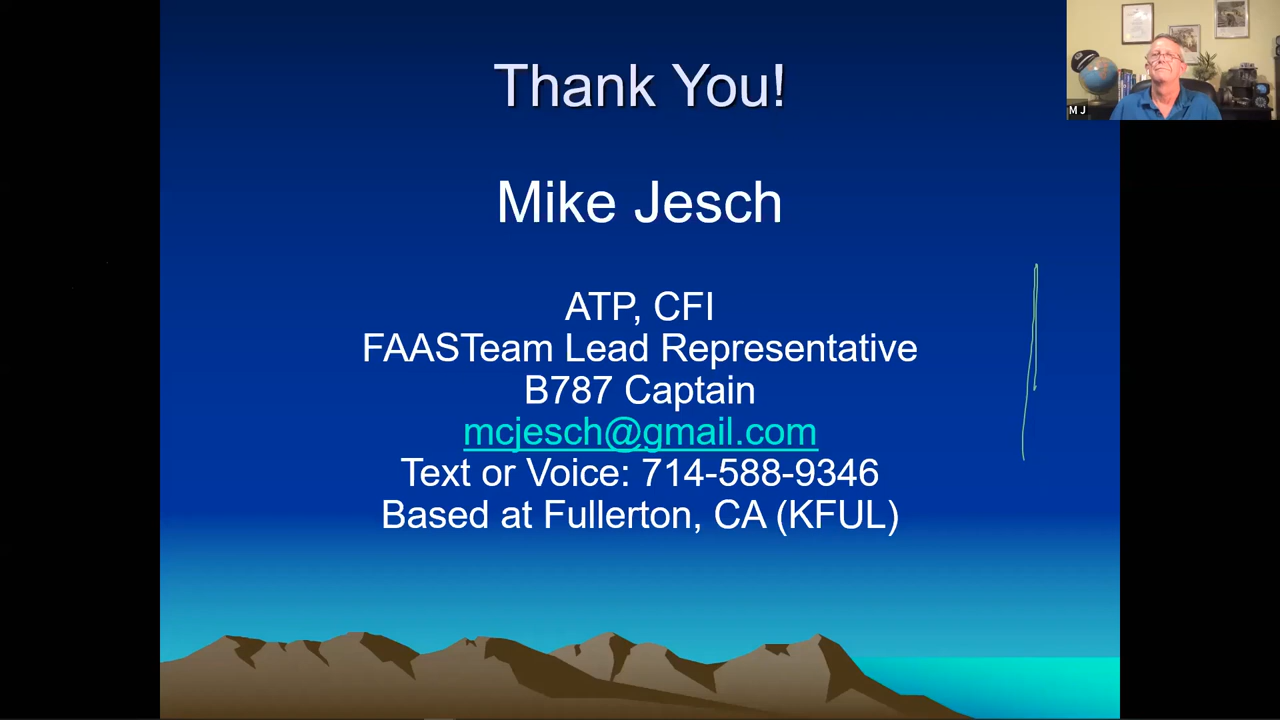 Thank You!
Mike Jesch
ATP, CFI
FAASTeam Lead Representative
B787 Captain
mcjesch@gmail.com
Text or Voice: 714-588-9346
Based at Fullerton, CA (KFUL)
M J